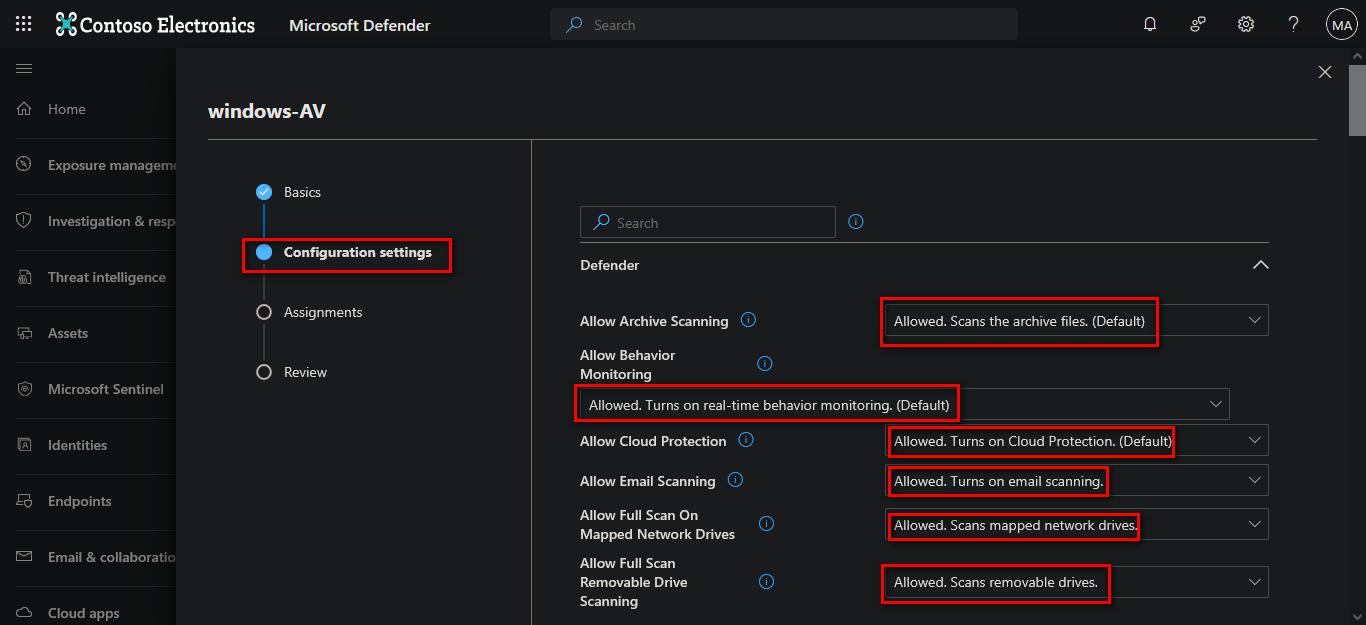 Contoso Electronics
Microsoft Defender
Search
MA
Home
Exposure manageme
Investigation & resp
Threat intelligence
Assets
Microsoft Sentinel
Identities
Endpoints
Email & collaboratio
Cloud apps
windows-AV
Basics
Configuration settings
Assignments
Review
Search
Defender
Allow Archive Scanning
Allowed. Scans the archive files. (Default)
Allow Behavior
Monitoring
Allowed. Turns on real-time behavior monitoring. (Default)
Allow Cloud Protection
Allowed. Turns on Cloud Protection. (Default)
Allow Email Scanning
Allowed. Turns on email scanning.
Allow Full Scan On
Mapped Network Drives
Allowed. Scans mapped network drives.
Allow Full Scan
Removable Drive
Scanning
Allowed. Scans removable drives.